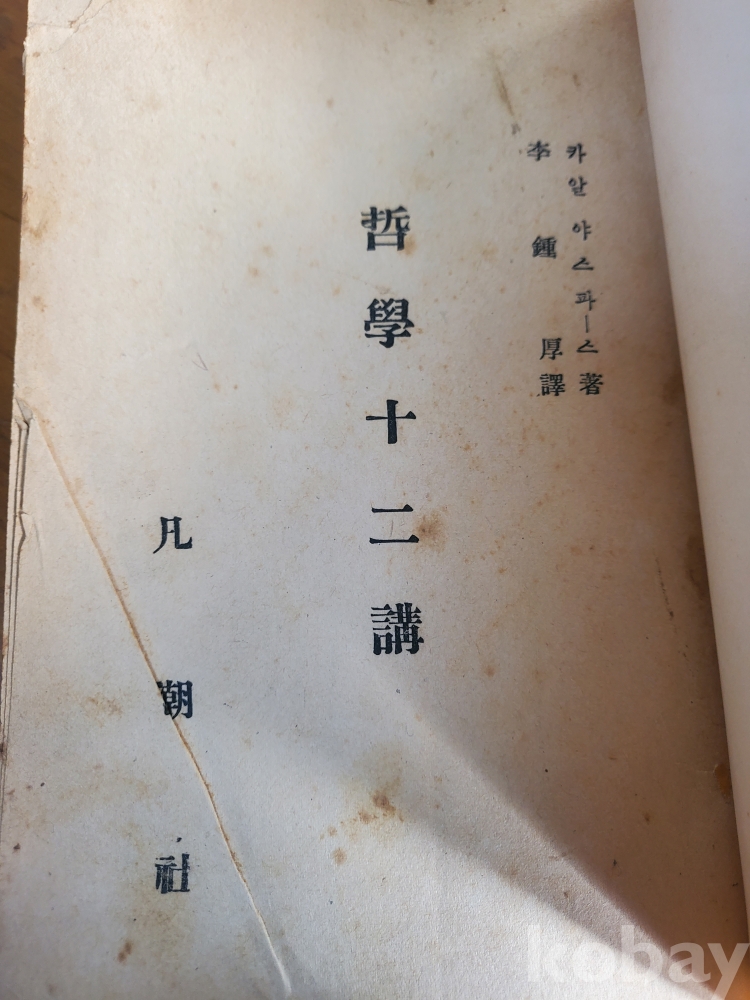 카알 야스파ー스 著
李鍾厚 譯
哲學十二講
凡潮社
kobay